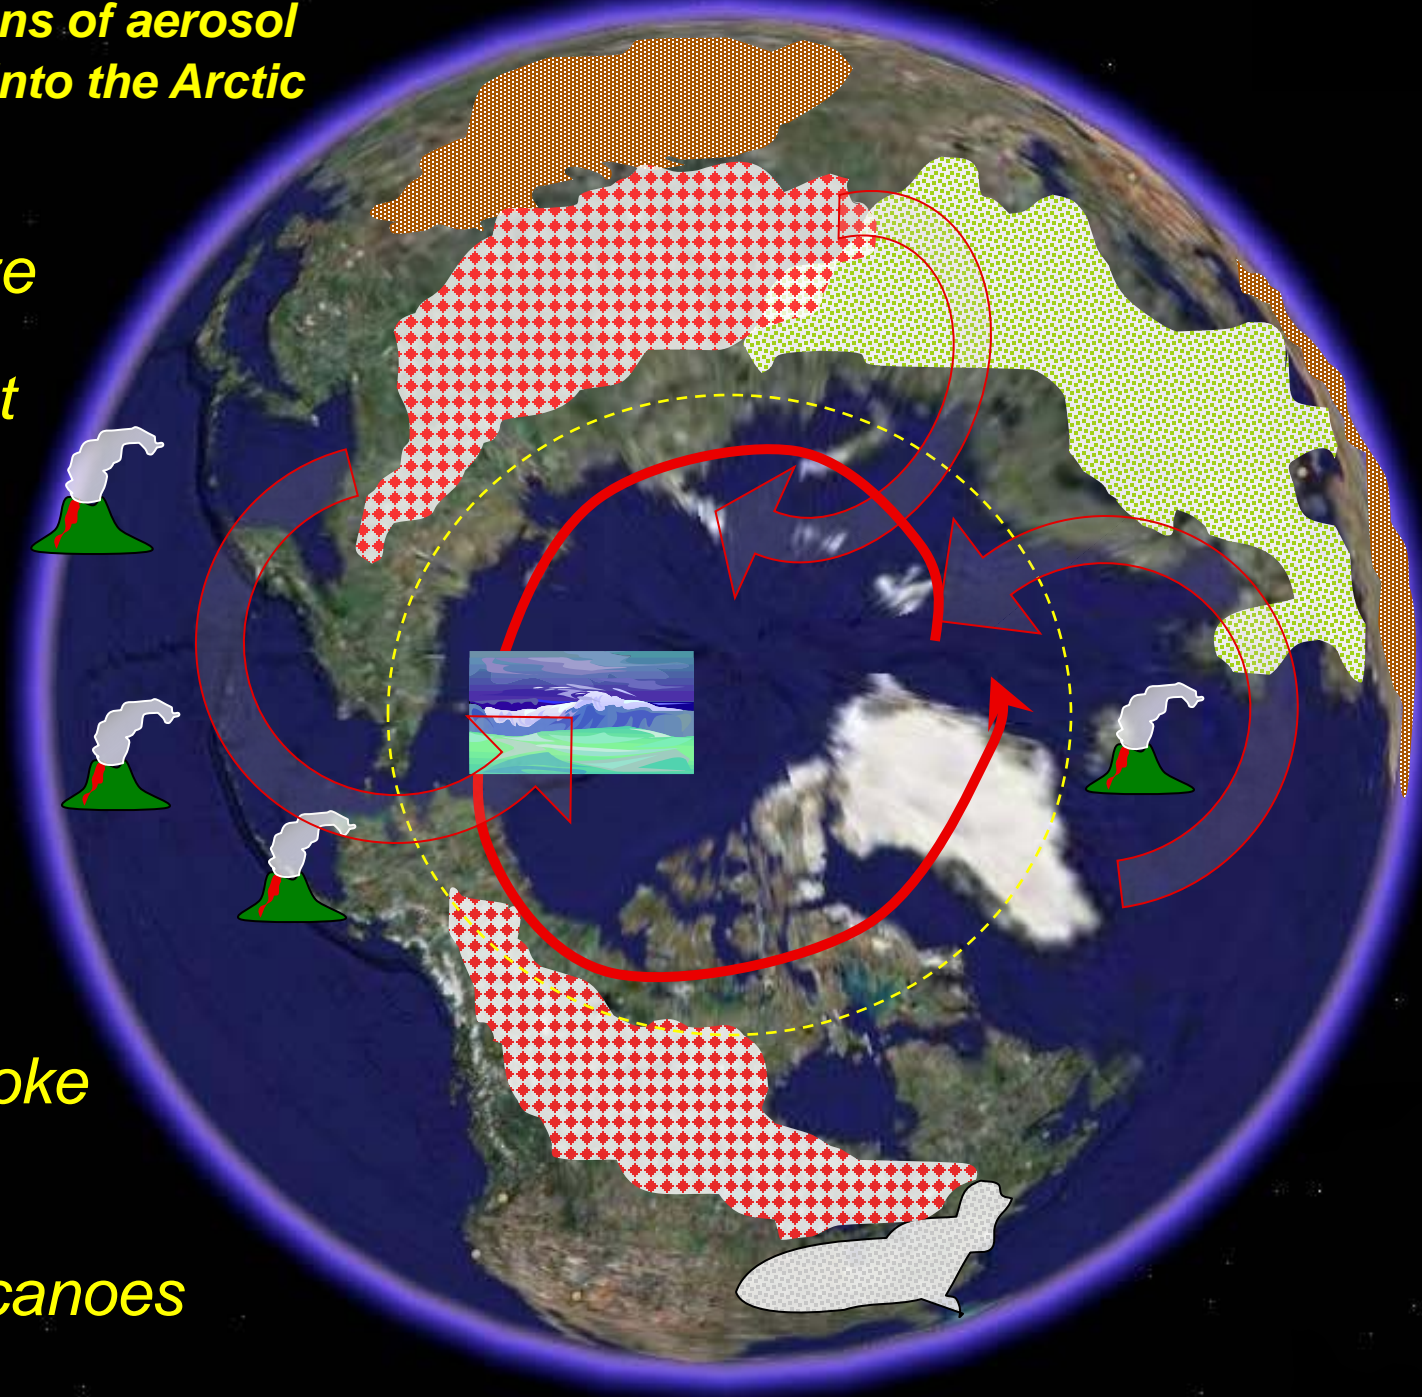 ns of aerosol
nto the Arctic
e
t
oke
canoes